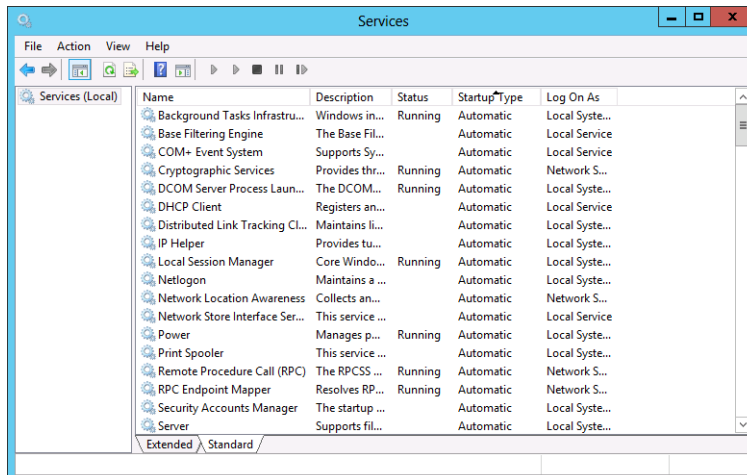 Services
File Action View Help
Services (Local)
Name Description Status Startup Type Log On As
Background Tasks Infrastru... Windows in... Running Automatic Local Syste...
Base Filtering Engine The Base Fil... Automatic Local Service
COM+ Event System Supports Sy... Automatic Local Service
Cryptographic Services Provides thr... Running Automatic Network S...
DCOM Server Process Laun... The DCOM... Running Automatic Local Syste...
DHCP Client Registers an... Automatic Local Service
Distributed Link Tracking Cl... Maintains li... Automatic Local Syste...
IP Helper Provides tu... Automatic Local Syste...
Local Session Manager Core Windo... Running Automatic Local Syste...
Netlogon Maintains a ... Automatic Local Syste...
Network Location Awareness Collects an... Automatic Network S...
Network Store Interface Ser... This service ... Automatic Local Service
Power Manages p... Running Automatic Local Syste...
Print Spooler This service ... Automatic Local Syste...
Remote Procedure Call (RPC) The RPCSS ... Running Automatic Network S...
RPC Endpoint Mapper Resolves RP... Running Automatic Network S...
Security Accounts Manager The startup ... Automatic Local Syste...
Server Supports fil... Automatic Local Syste...
Extended Standard